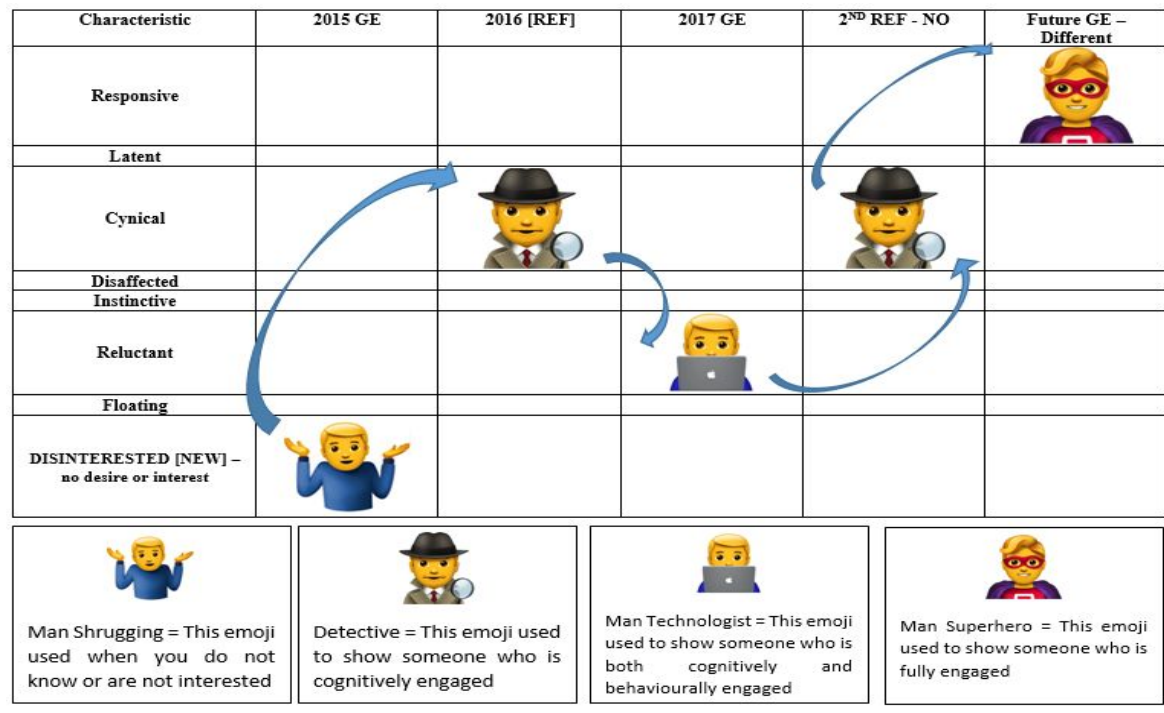 Characteristic 2015 GE 2016 [REF] 2017 GE 2ND REF - NO Future GE –
Different
Responsive
Latent
Cynical
Disaffected
Instinctive
Reluctant
Floating
DISINTERESTED [NEW] –
no desire or interest
Man Shrugging = This emoji
used when you do not
know or are not interested
Detective = This emoji used
to show someone who is
cognitively engaged
Man Technologist = This emoji
used to show someone who is
both cognitively and
behaviourally engaged
Man Superhero = This emoji
used to show someone who is
fully engaged